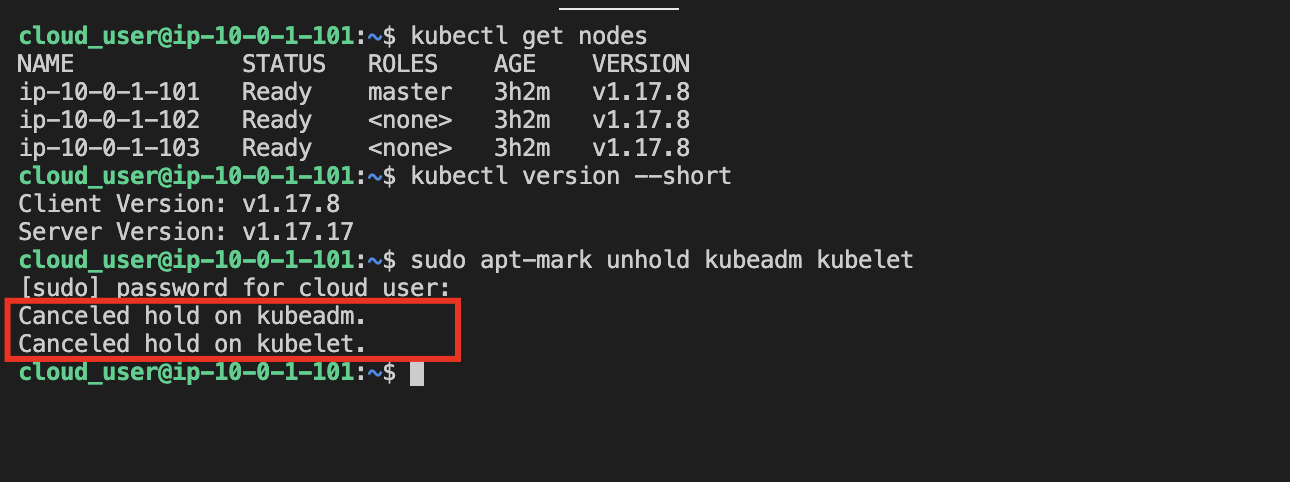 cloud_user@ip-10-0-1-101:~$ kubectl get nodes
NAME            STATUS   ROLES    AGE    VERSION
ip-10-0-1-101   Ready    master   3h2m   v1.17.8
ip-10-0-1-102   Ready    <none>   3h2m   v1.17.8
ip-10-0-1-103   Ready    <none>   3h2m   v1.17.8
cloud_user@ip-10-0-1-101:~$ kubectl version --short
Client Version: v1.17.8
Server Version: v1.17.17
cloud_user@ip-10-0-1-101:~$ sudo apt-mark unhold kubeadm kubelet
[sudo] password for cloud_user:
Canceled hold on kubeadm.
Canceled hold on kubelet.
cloud_user@ip-10-0-1-101:~$